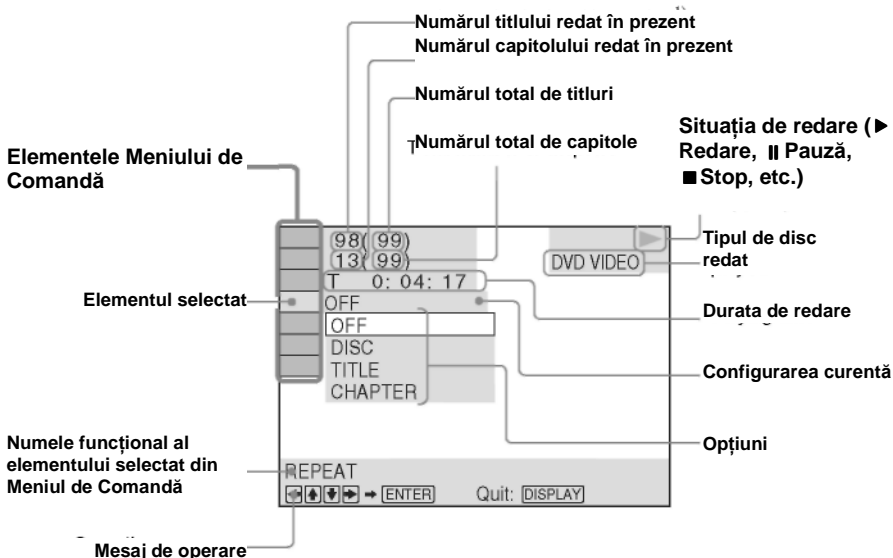 Numărul titlului redat în prezent
Numărul capitolului redat în prezent
Numărul total de titluri
Numărul total de capitole
Situația de redare (▶
Redare, ⏸ Pauză,
■ Stop, etc.)
Elementele Meniului de
Comandă
98( 99)
13( 99)
T 0: 04: 17
OFF
OFF
DISC
TITLE
CHAPTER
DVD VIDEO
Tipul de disc
redat
Elementul selectat
Durata de redare
Configurarea curentă
Opțiuni
Numele funcțional al
elementului selectat din
Meniul de Comandă
REPEAT
← ↑ ↓ → → ENTER Quit: DISPLAY
Mesaj de operare